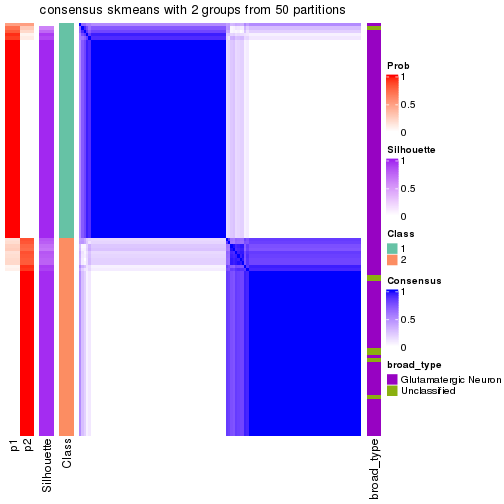 consensus skmeans with 2 groups from 50 partitions
Prob
1
0.5
0
Silhouette
1
0.5
0
Class
1
2
Consensus
1
0.5
0
broad_type
Glutamatergic Neuron
Unclassified
p1
p2
Silhouette
Class
broad_type